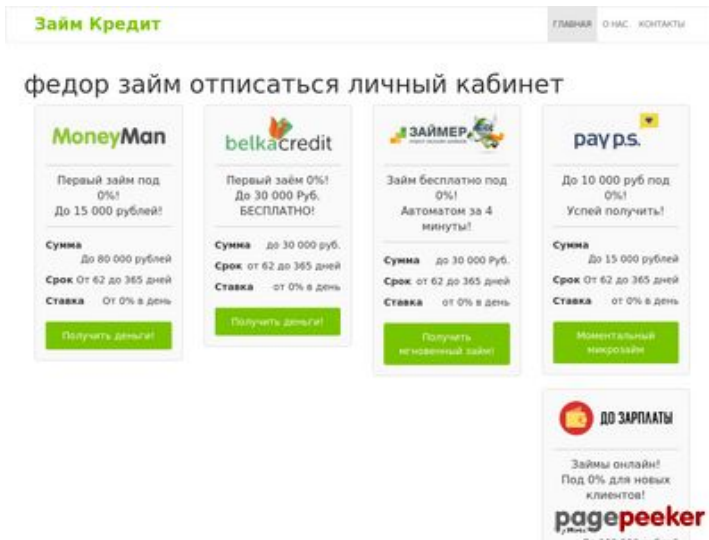 Займ Кредит
ГЛАВНАЯ О НАС КОНТАКТЫ
федор займ отписаться личный кабинет
MoneyMan
Первый займ под
0%!
До 15 000 рублей!
Сумма
До 80 000 рублей
Срок От 62 до 365 дней
Ставка От 0% в день
Получить деньги!
belkacredit
Первый заём 0%!
До 30 000 Руб.
БЕСПЛАТНО!
Сумма до 30 000 руб.
Срок от 62 до 365 дней
Ставка от 0% в день
Получить деньги!
ЗАЙМЕР
Займ бесплатно под
0%!
Автоматом за 4
минуты!
Сумма до 30 000 Руб.
Срок от 62 до 365 дней
Ставка от 0% в день
Получить
мгновенный займ!
pay p.s.
До 10 000 руб под
0%!
Успей получить!
Сумма
До 15 000 рублей
Срок От 62 до 365 дней
Ставка от 0% в день
Моментальный
микрозайм
ДО ЗАРПЛАТЫ
Займы онлайн!
Под 0% для новых
клиентов!
pagepeeker